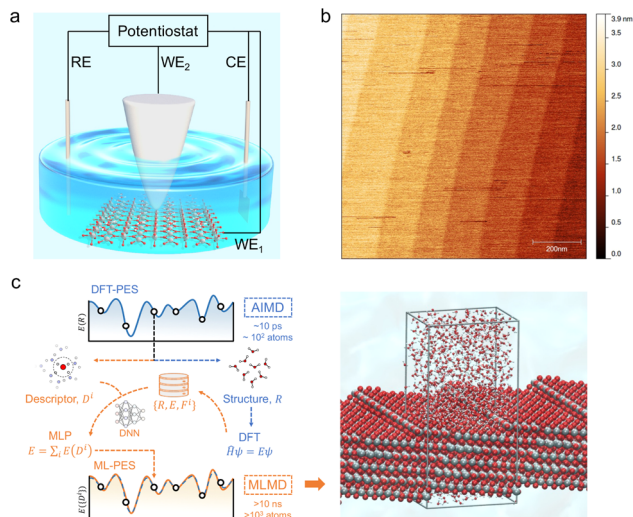 a
Potentiostat
RE
WE₂
CE
WE₁
b
200nm
3.9 nm
3.5
3.0
2.5
2.0
1.5
1.0
0.5
0.0
c
DFT-PES
E(R)
AIMD
~10 ps
~ 10² atoms
Descriptor, Dⁱ
{R, E, Fⁱ}
Structure, R
DNN
MLP
E = ∑ᵢ E(Dⁱ)
DFT
Ĥψ = Eψ
ML-PES
E({Dⁱ})
MLMD
>10 ns
>10³ atoms